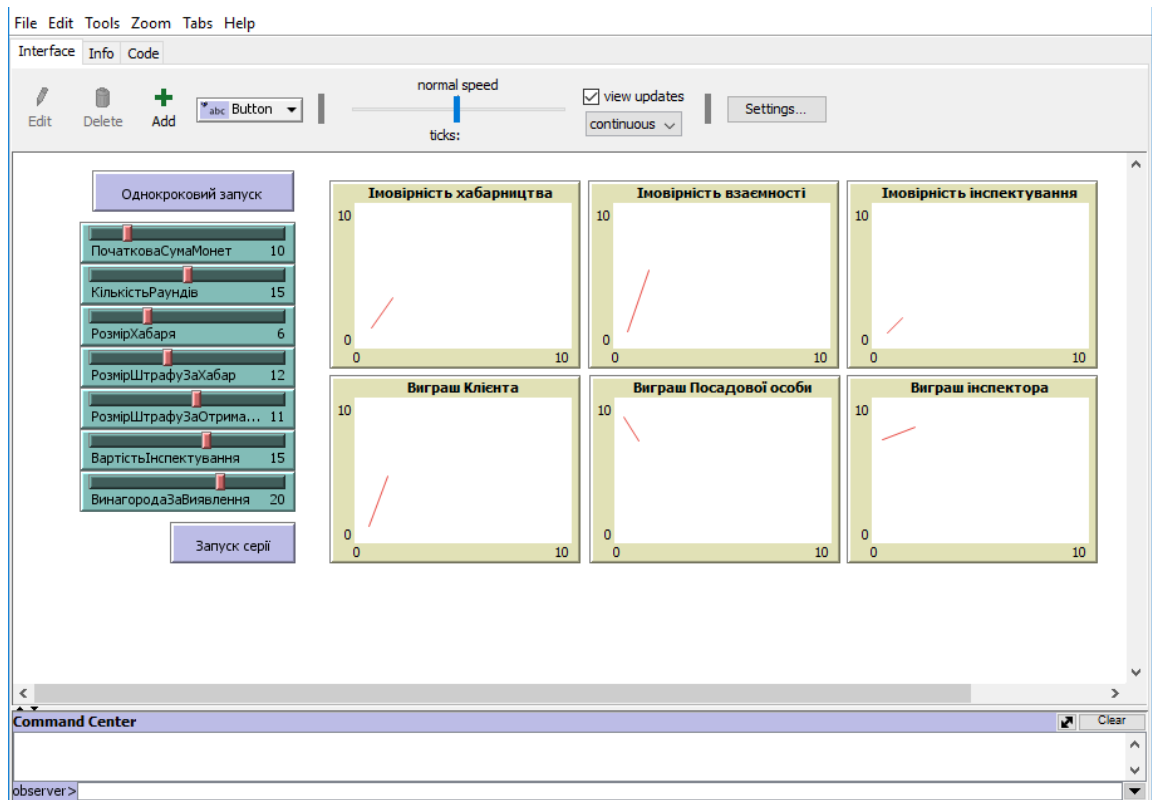 File Edit Tools Zoom Tabs Help
Interface Info Code
Edit Delete Add abc Button normal speed ticks: view updates continuous Settings...
Однокроковий запуск
ПочатковаСумаМонет 10
КількістьРаундів 15
РозмірХабаря 6
РозмірШтрафуЗаХабар 12
РозмірШтрафуЗаОтрима... 11
ВартістьІнспектування 15
ВинагородаЗаВиявлення 20
Запуск серії
Імовірність хабарництва
10
0
0 10
Імовірність взаємності
10
0
0 10
Імовірність інспектування
10
0
0 10
Виграш Клієнта
10
0
0 10
Виграш Посадової особи
10
0
0 10
Виграш інспектора
10
0
0 10
Command Center Clear
observer>